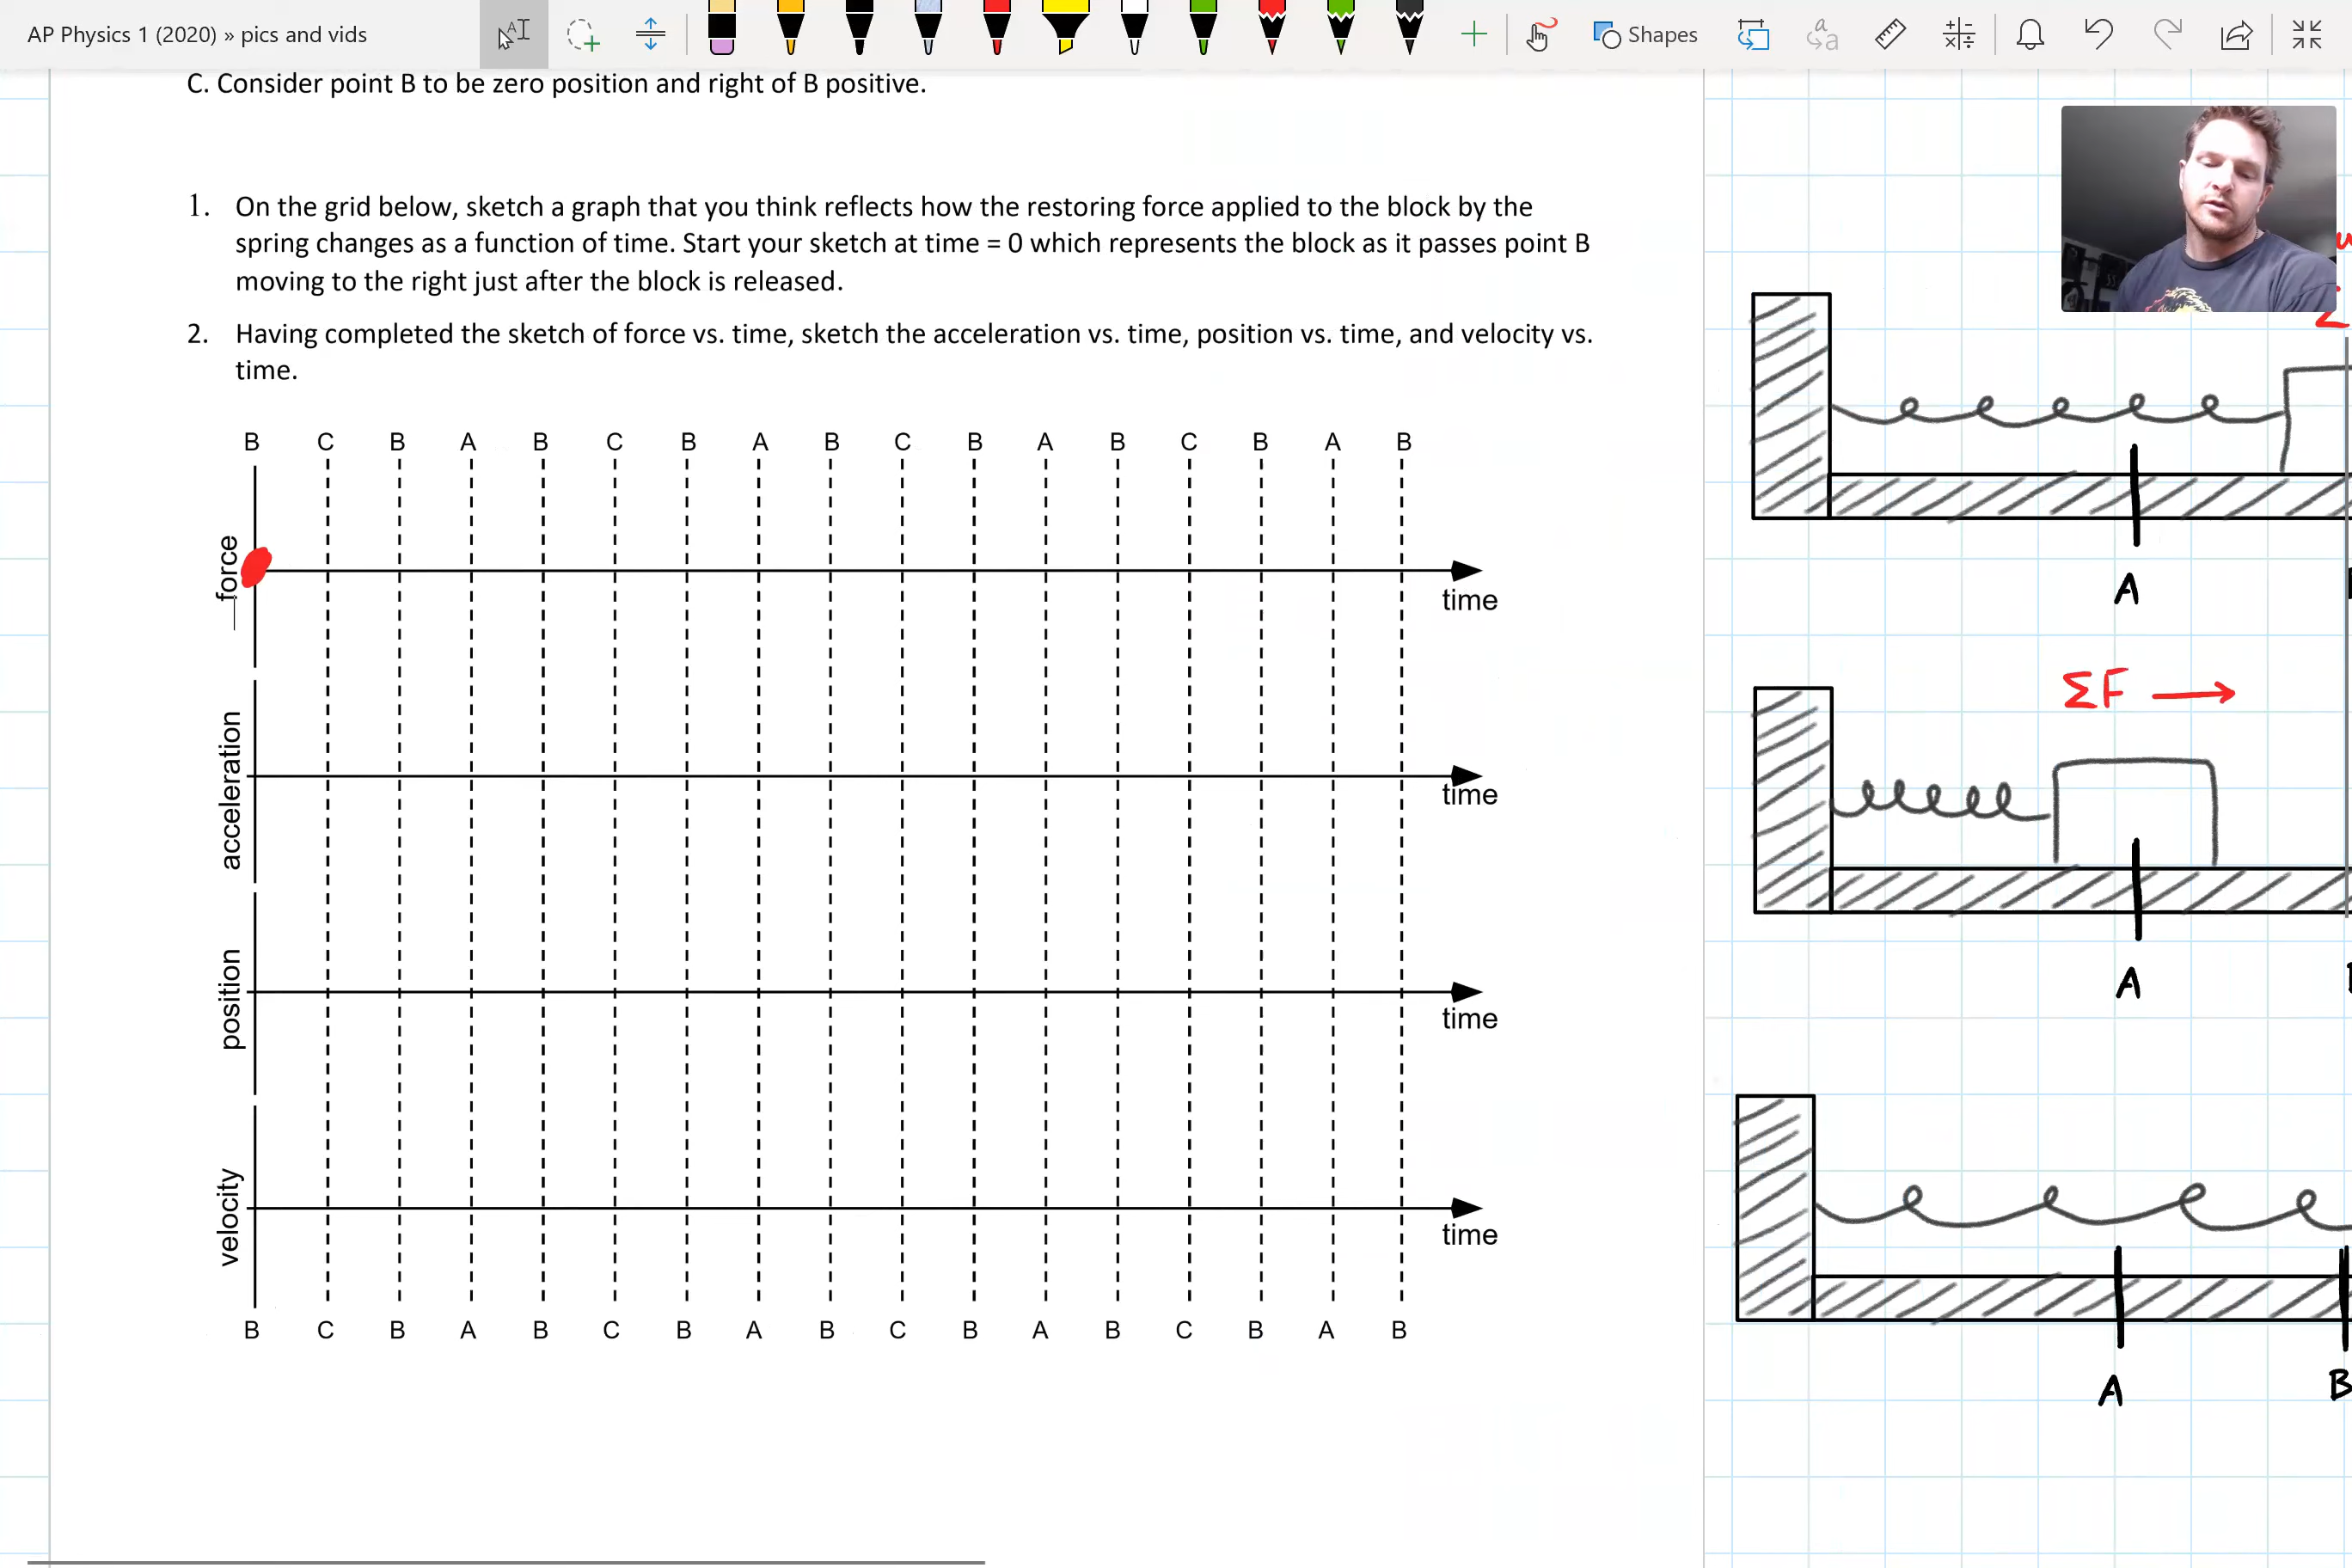 AP Physics 1 (2020) » pics and vids
Shapes
C. Consider point B to be zero position and right of B positive.
1. On the grid below, sketch a graph that you think reflects how the restoring force applied to the block by the
spring changes as a function of time. Start your sketch at time = 0 which represents the block as it passes point B
moving to the right just after the block is released.
2. Having completed the sketch of force vs. time, sketch the acceleration vs. time, position vs. time, and velocity vs.
time.
B C B A B C B A B C B A B C B A B
force
time
acceleration
time
position
time
velocity
time
B C B A B C B A B C B A B C B A B
A
ΣF
A
A
B